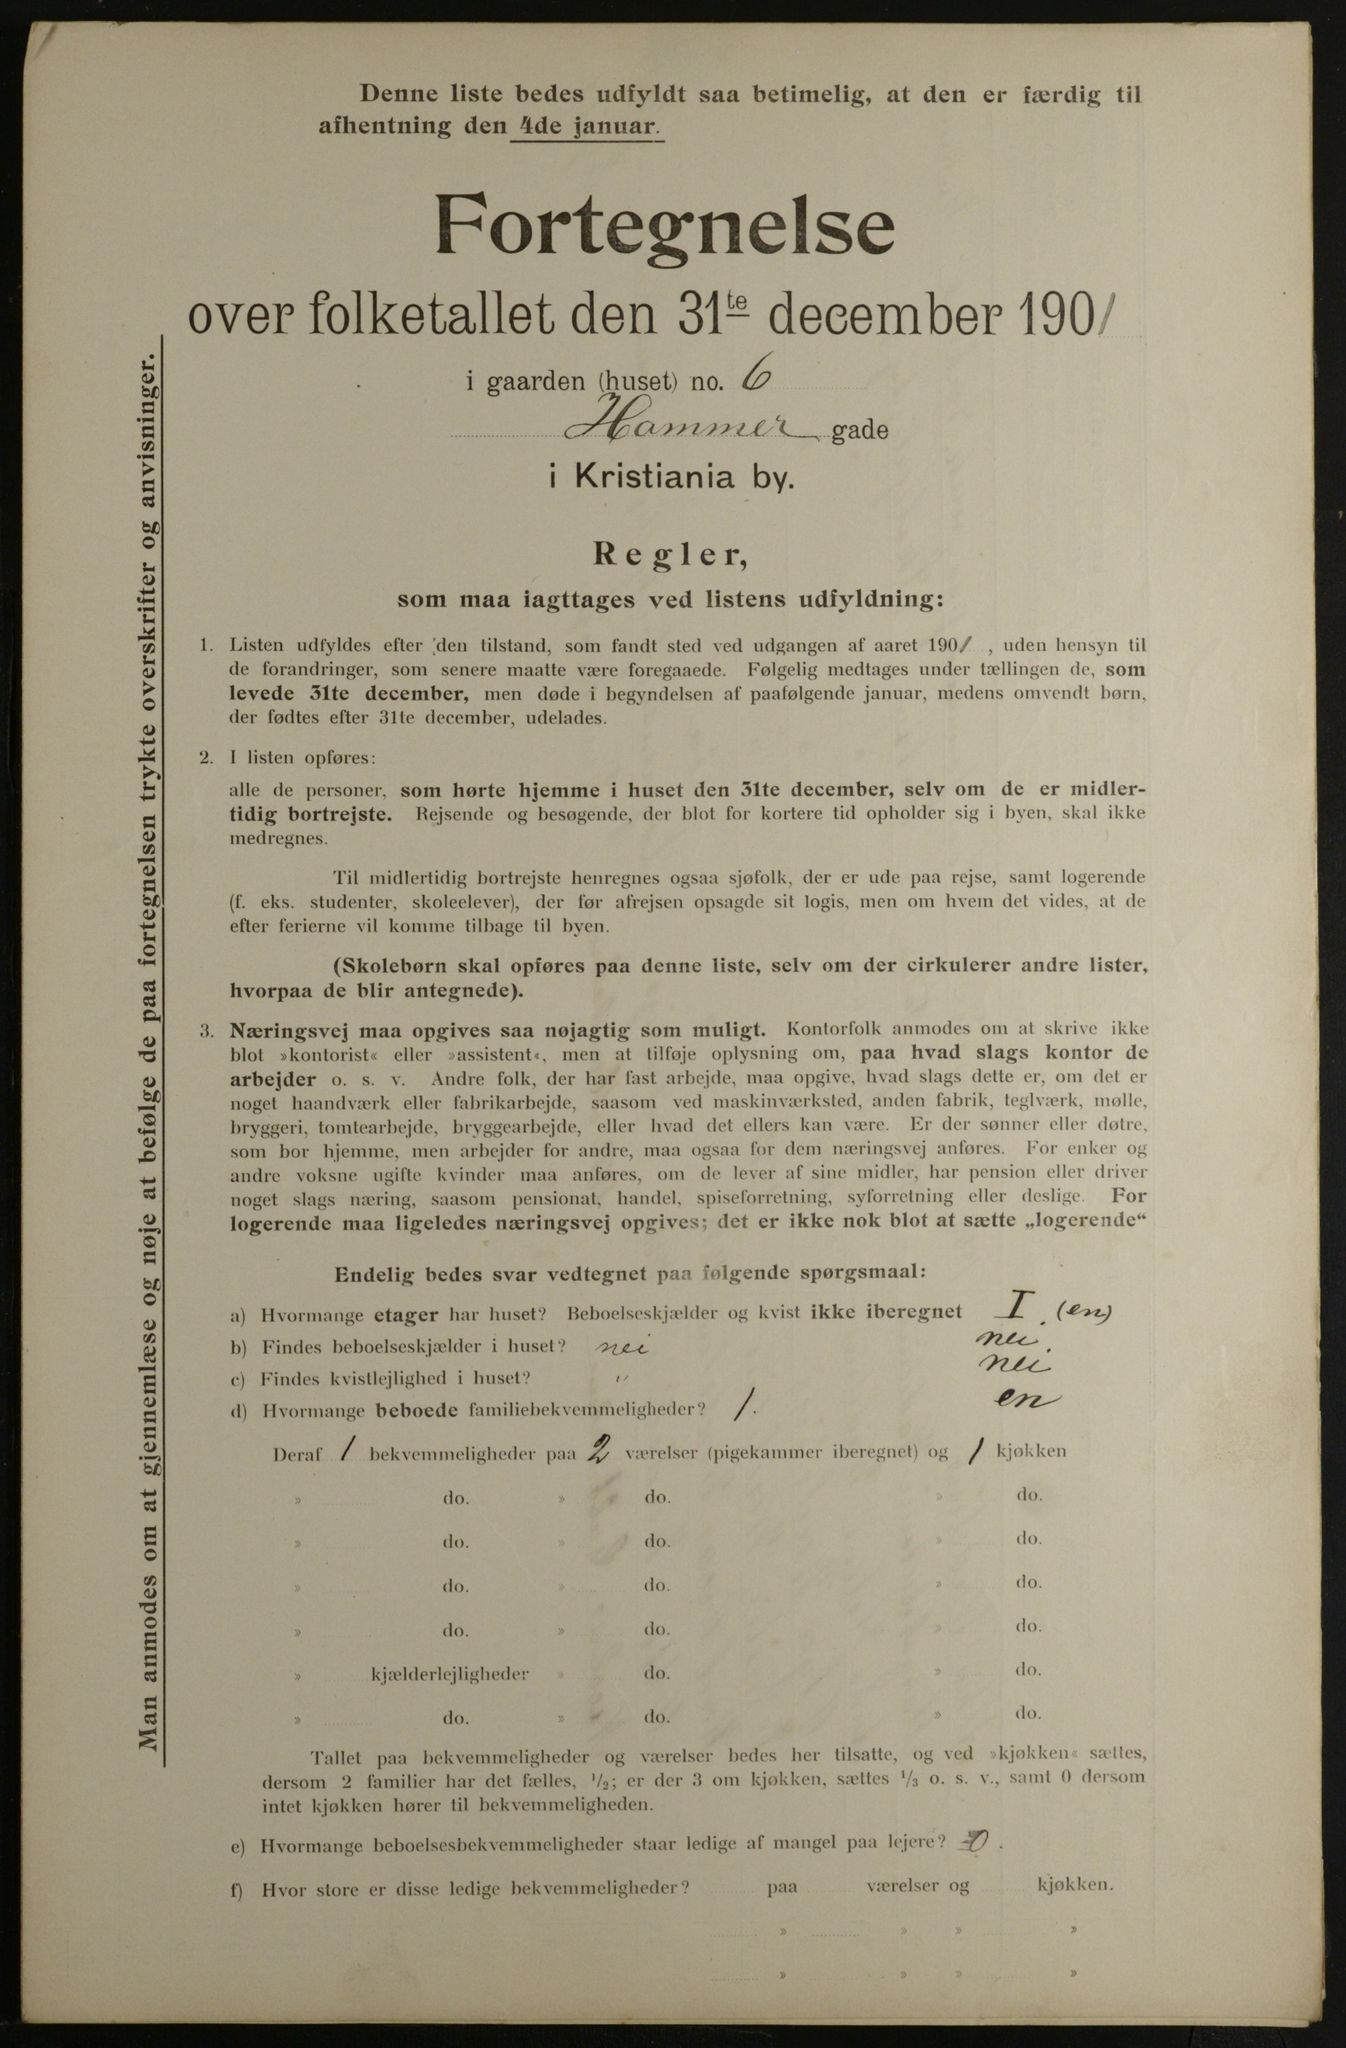 Denne liste bedes udfyldt saa betimelig, at den er færdig til
afhentning den 4de januar.
Fortegnelse
over folketallet den 31te december 1901
i gaarden (huset) no. 6
Hammer gade
i Kristiania by.
Regler,
som maa iagttages ved listens udfyldning:
1. Listen udfyldes efter den tilstand, som fandt sted ved udgangen af aaret 1901, uden hensyn til
de forandringer, som senere maatte være foregaaede. Følgelig medtages under tællingen de, som
levede 31te december, men døde i begyndelsen af paafølgende januar, medens omvendt børn,
der fødtes efter 31te december, udelades.
2. I listen opføres:
alle de personer, som hørte hjemme i huset den 31te december, selv om de er midler-
tidig bortrejste. Rejsende og besøgende, der blot for kortere tid opholder sig i byen, skal ikke
medregnes.
Til midlertidig bortrejste henregnes ogsaa sjøfolk, der er ude paa rejse, samt logerende
(f. eks. studenter, skoleelever), der før afrejsen opsagde sit logis, men om hvem det vides, at de
efter ferierne vil komme tilbage til byen.
(Skolebørn skal opføres paa denne liste, selv om der cirkulerer andre lister,
hvorpaa de blir antegnede).
3. Næringsvej maa opgives saa nøjagtig som muligt. Kontorfolk anmodes om at skrive ikke
blot »kontorist« eller »assistent«, men at tilføje oplysning om, paa hvad slags kontor de
arbejder o. s. v. Andre folk, der har fast arbejde, maa opgive, hvad slags dette er, om det er
noget haandværk eller fabrikarbejde, saasom ved maskinværksted, anden fabrik, teglværk, mølle,
bryggeri, tomtearbejde, bryggearbejde, eller hvad det ellers kan være. Er der sønner eller døtre,
som bor hjemme, men arbejder for andre, maa ogsaa for dem næringsvej anføres. For enker og
andre voksne ugifte kvinder maa anføres, om de lever af sine midler, har pension eller driver
noget slags næring, saasom pensionat, handel, spiseforretning, syforretning eller deslige. For
logerende maa ligeledes næringsvej opgives; det er ikke nok blot at sætte „logerende“
Endelig bedes svar vedtegnet paa følgende spørgsmaal:
a) Hvormange etager har huset? Beboelseskjælder og kvist ikke iberegnet I. (en)
b) Findes beboelseskjælder i huset? nei nei
c) Findes kvistlejlighed i huset? " nei
d) Hvormange beboede familiebekvemmeligheder? 1. en
Deraf 1 bekvemmeligheder paa 2 værelser (pigekammer iberegnet) og 1 kjøkken
» do. » do. » do.
» do. » do. » do.
» do. » do. » do.
» do. » do. » do.
» kjælderlejligheder » do. » do.
» do. » do. » do.
Tallet paa bekvemmeligheder og værelser bedes her tilsatte, og ved »kjøkken« sættes,
dersom 2 familier har det fælles, 1/2; er der 3 om kjøkken, sættes 1/3 o. s. v., samt 0 dersom
intet kjøkken hører til bekvemmeligheden.
e) Hvormange beboelsesbekvemmeligheder staar ledige af mangel paa lejere? 0.
f) Hvor store er disse ledige bekvemmeligheder? paa værelser og kjøkken.
» » » »
» » » »
Man anmodes om at gjennemlæse og nøje at befølge de paa fortegnelsen trykte overskrifter og anvisninger.